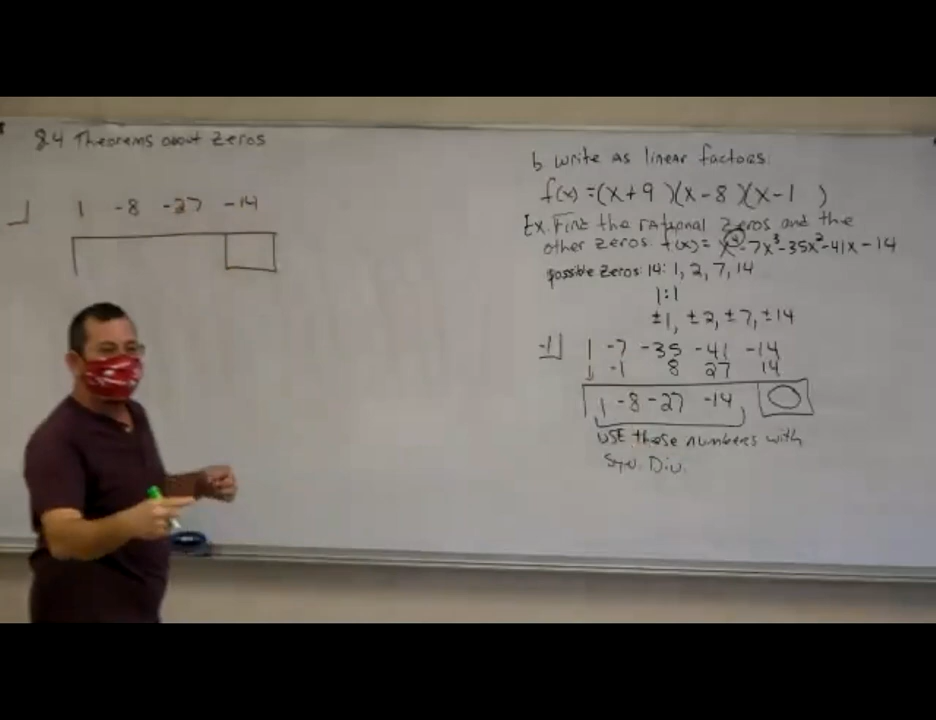 8.4 Theorems about Zeros
1 -8 -27 -14
b write as linear factors.
f(x) = (x+9)(x-8)(x-1)
Ex. Find the rational zeros and the
other zeros. f(x) = x⁴-7x³-35x²-41x-14
possible zeros: 14: 1, 2, 7, 14
1:1
±1, ±2, ±7, ±14
-1 1 -7 -35 -41 -14
↓ -1 8 27 14
1 -8 -27 -14 0
USE these numbers with
Syn. Div.